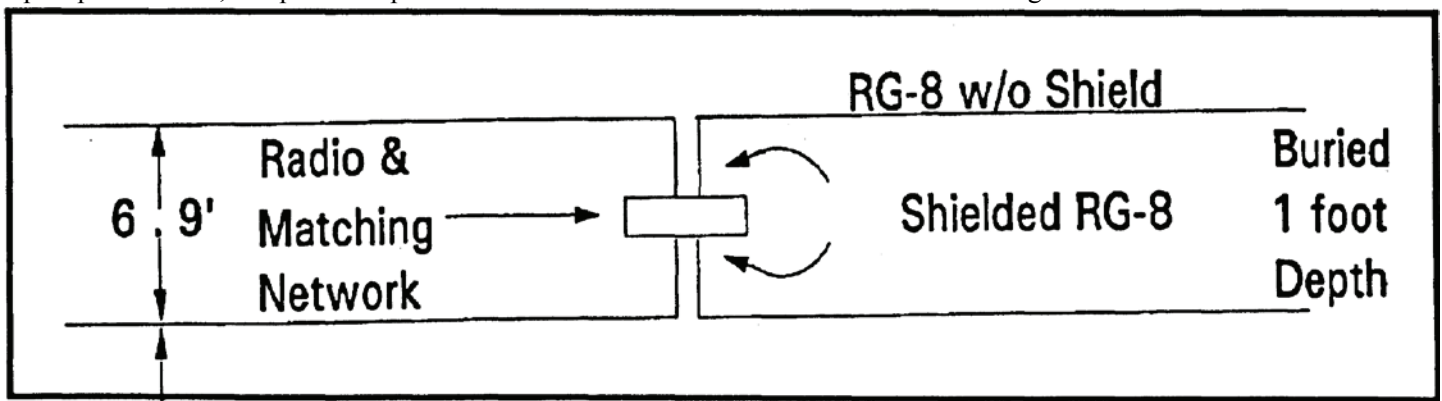 RG-8 w/o Shield
Radio &
Matching
Network
6 . 9'
Shielded RG-8
Buried
1 foot
Depth